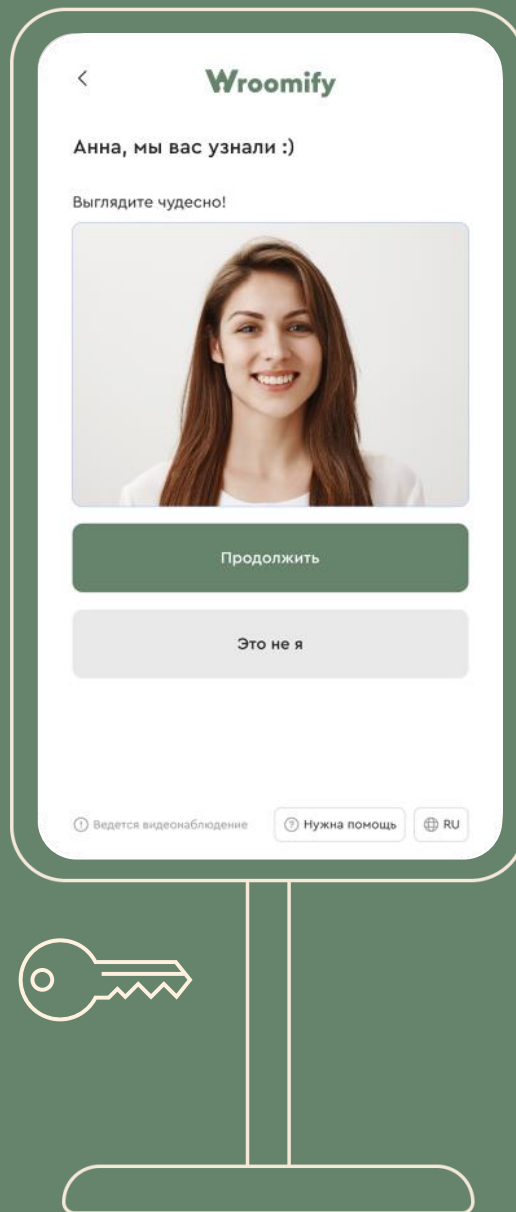 Wroomify
Анна, мы вас узнали :)
Выглядите чудесно!
Продолжить
Это не я
Ведется видеонаблюдение
Нужна помощь
RU